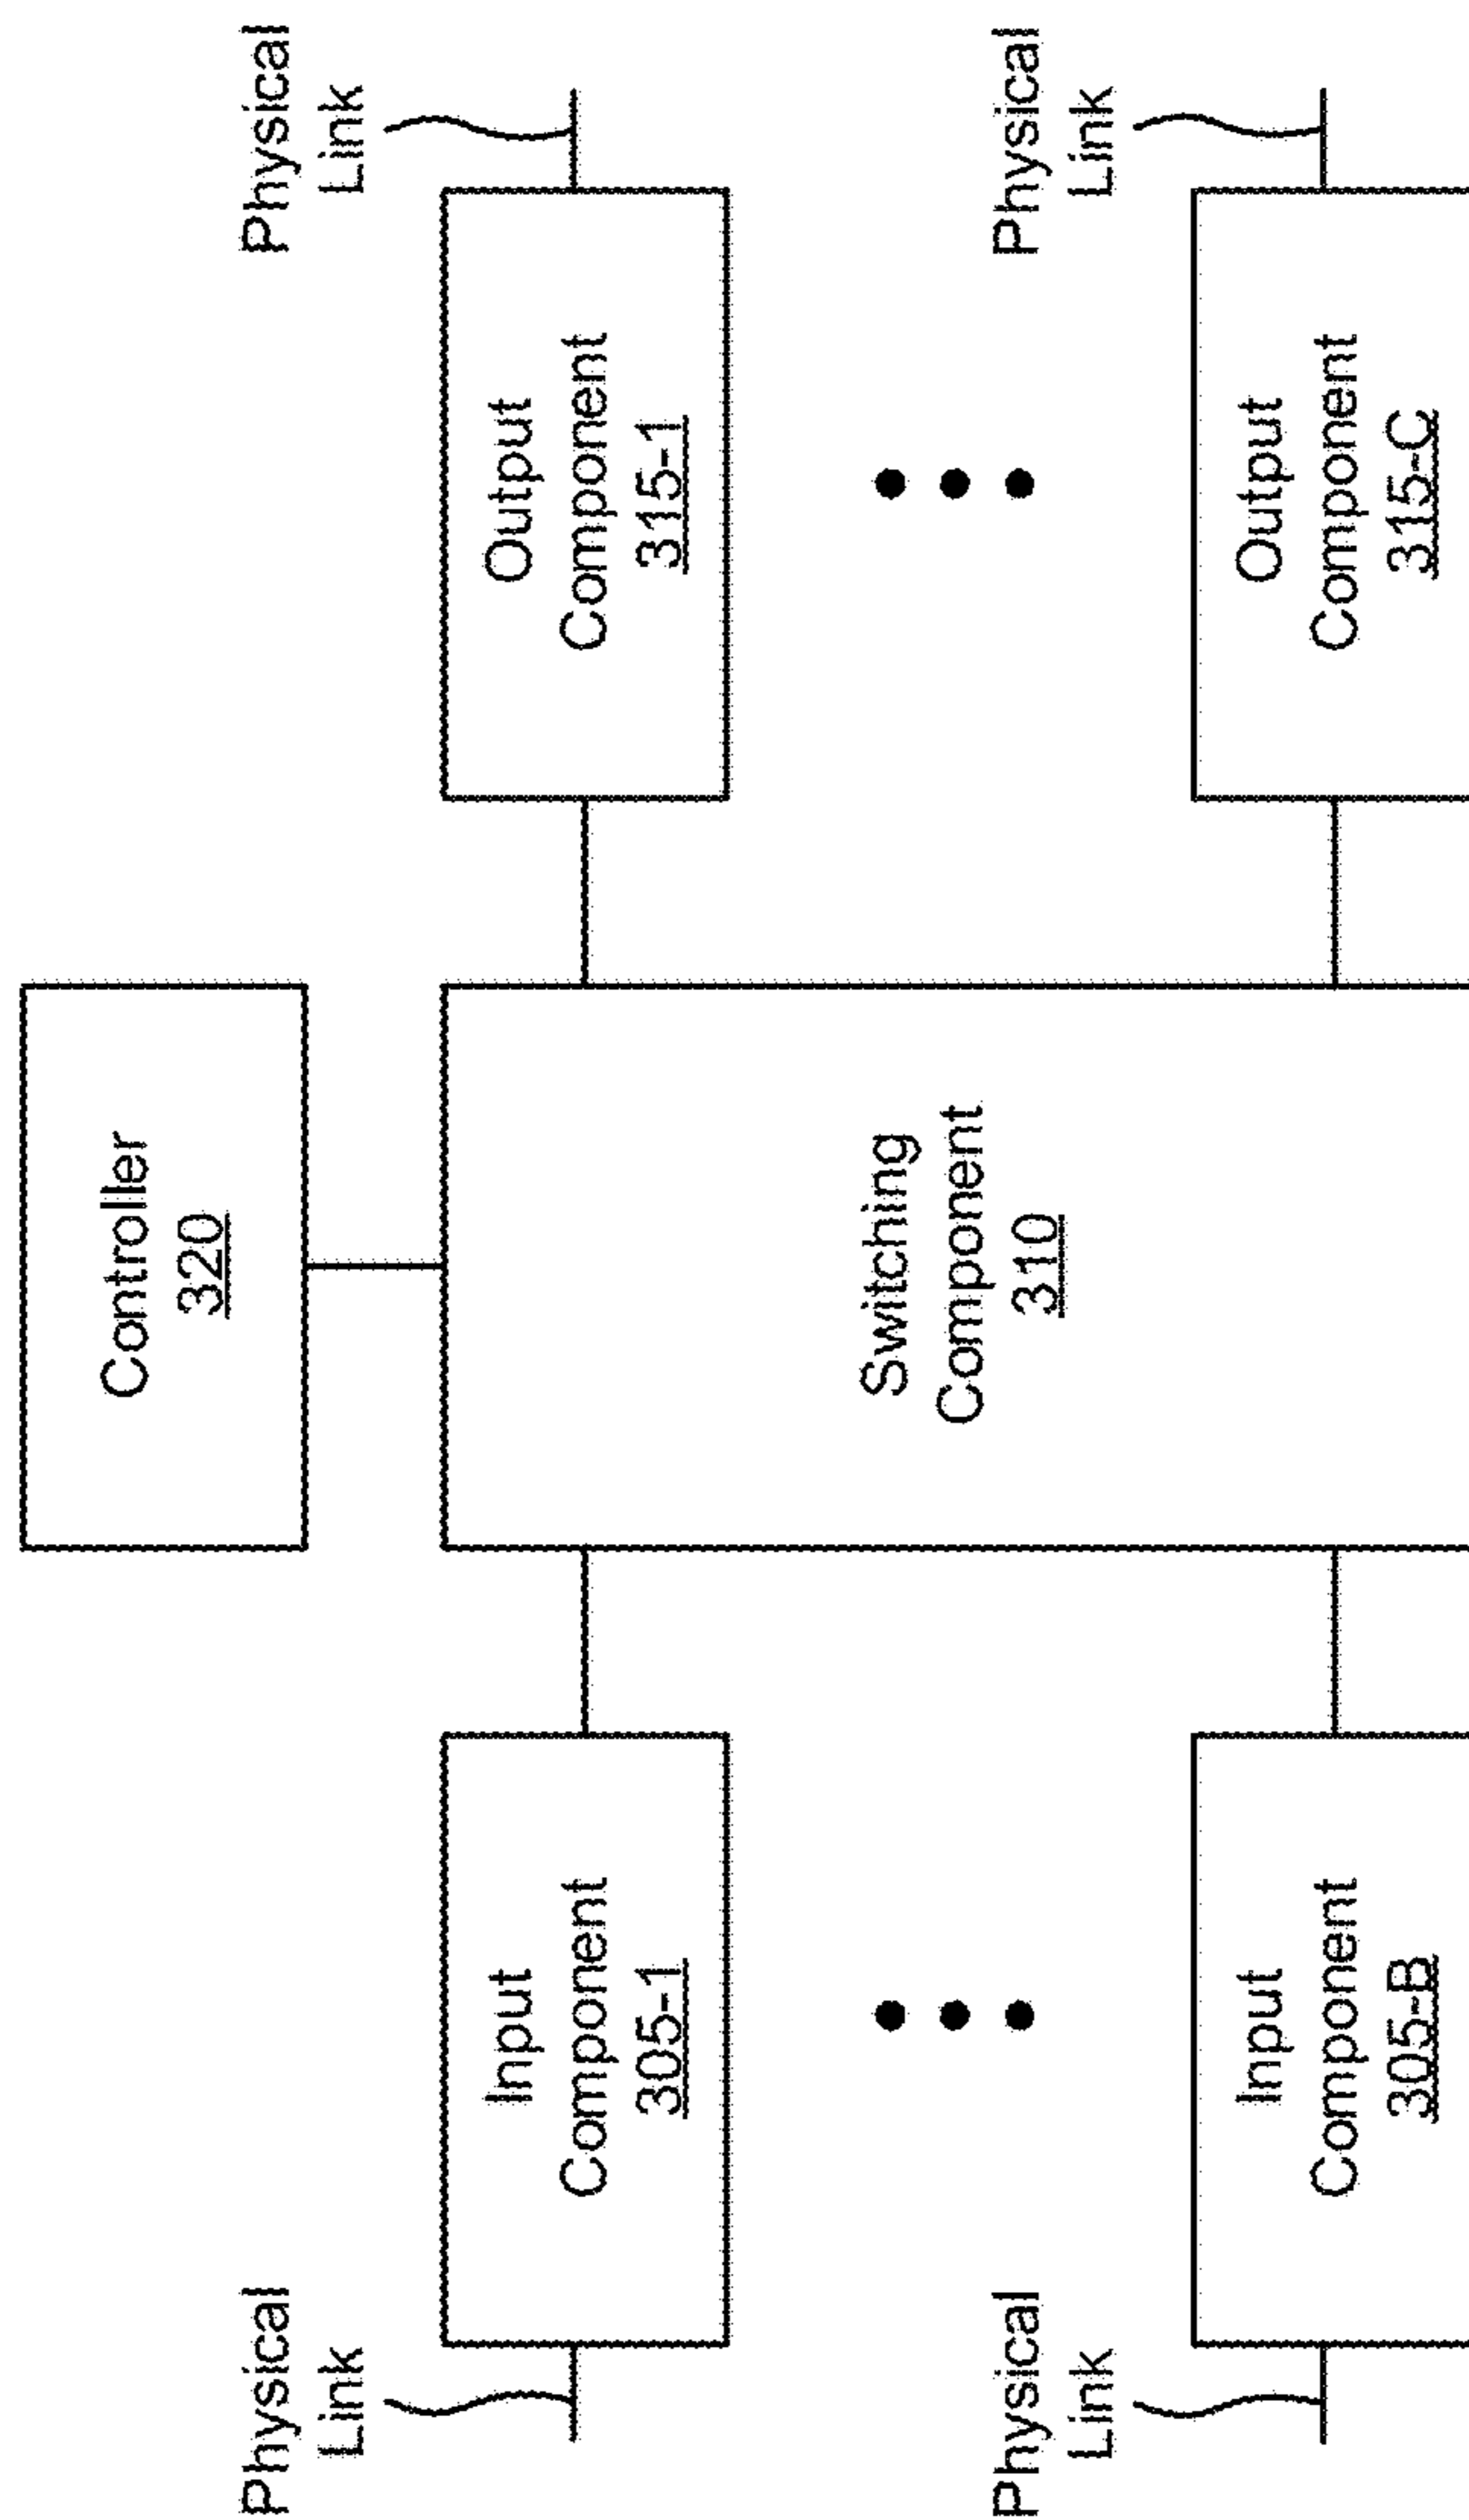 Controller
320
Physical
Link
Physical
Link
Input
Component
305-1
Output
Component
315-1
Switching
Component
310
Physical
Link
Physical
Link
Input
Component
305-B
Output
Component
315-C